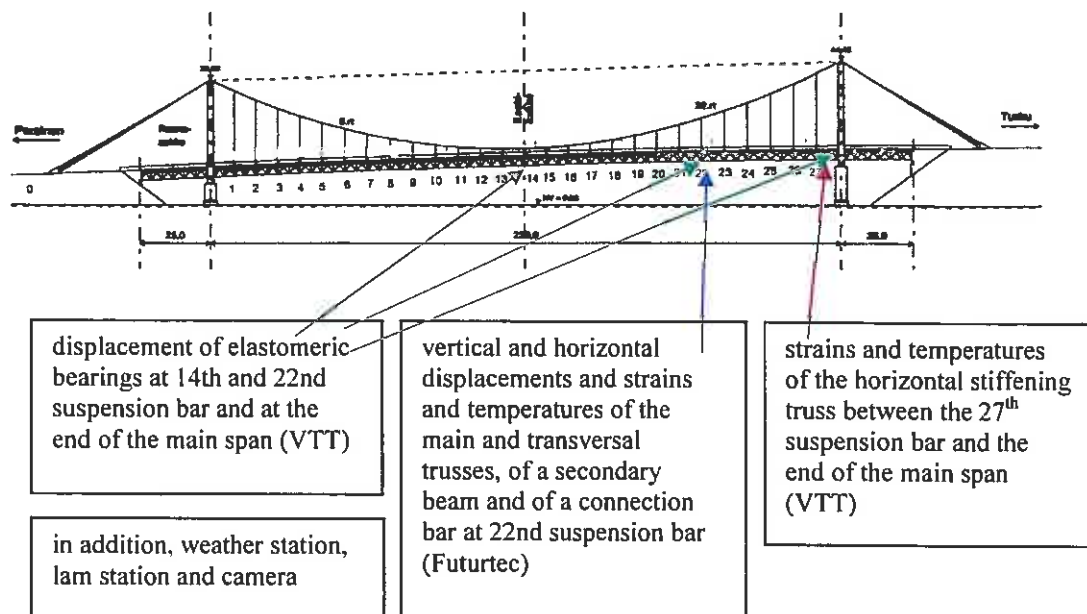 Turku
0
1 2 3 4 5 6 7 8 9 10 11 12 13 14 15 16 17 18 19 20 21 22 23 24 25 26 27
25.0
displacement of elastomeric
bearings at 14th and 22nd
suspension bar and at the
end of the main span (VTT)
in addition, weather station,
lam station and camera
vertical and horizontal
displacements and strains
and temperatures of the
main and transversal
trusses, of a secondary
beam and of a connection
bar at 22nd suspension bar
(Futurtec)
strains and temperatures
of the horizontal stiffening
truss between the 27th
suspension bar and the
end of the main span
(VTT)